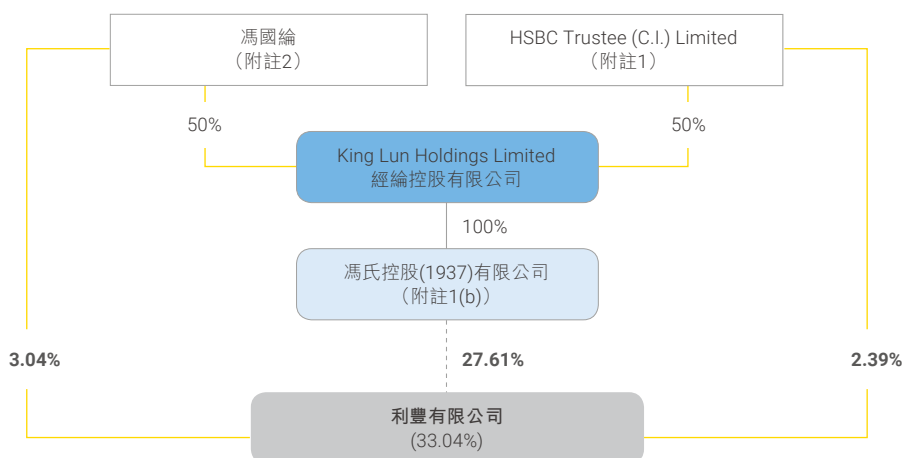 馮國綸
（附註2）
HSBC Trustee (C.I.) Limited
（附註1）
50%
50%
King Lun Holdings Limited
經綸控股有限公司
100%
馮氏控股(1937)有限公司
（附註1(b)）
3.04%
27.61%
2.39%
利豐有限公司
(33.04%)